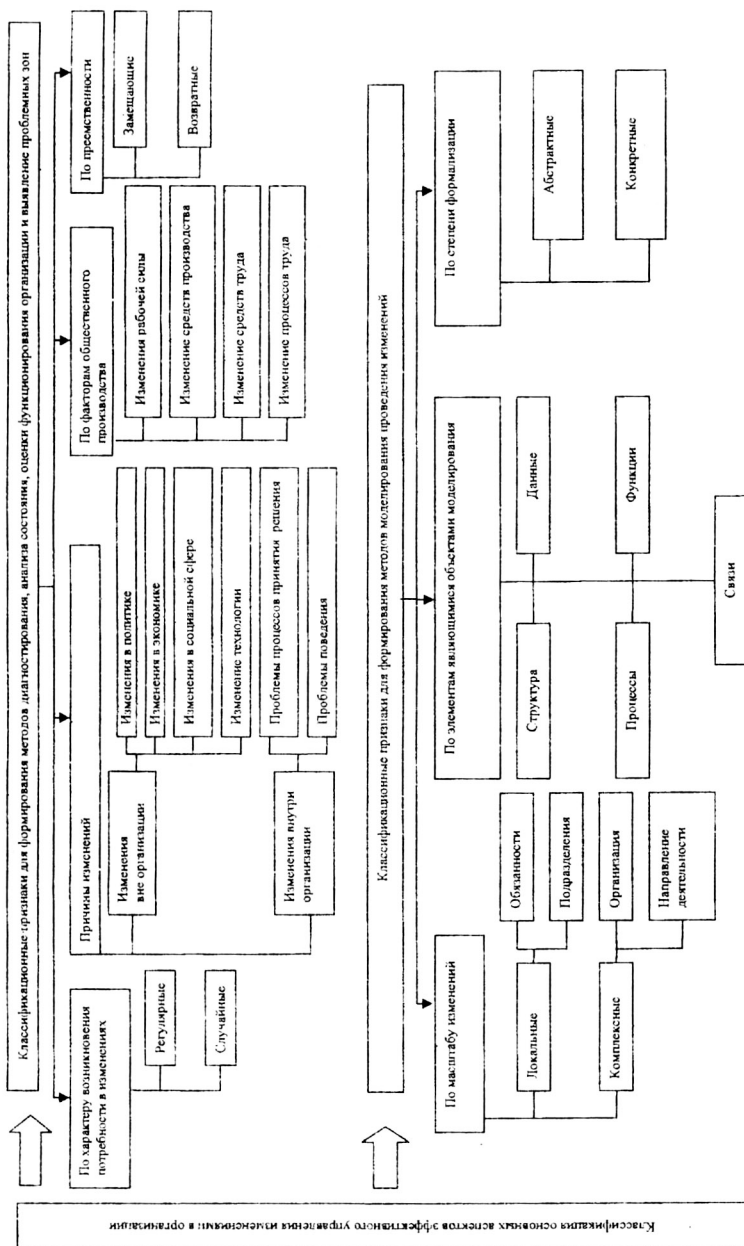 Классификация основных аспектов эффективного управления изменениями в организации
Классификационные признаки для формирования методов диагностирования, анализа состояния, оценки функционирования организации и выявление проблемных зон
По характеру возникновения
потребности в изменениях
Регулярные
Случайные
Причины изменений
Изменения
вне организации
Изменения в политике
Изменения в экономике
Изменения в социальной сфере
Изменение технологии
Изменения внутри
организации
Проблемы процессов принятия решения
Проблемы поведения
По факторам общественного
производства
Изменения рабочей силы
Изменение средств производства
Изменение средств труда
Изменение процессов труда
По преемственности
Замещающие
Возвратные
Классификационные признаки для формирования методов моделирования проведения изменений
По масштабу изменений
Локальные
Обязанности
Подразделения
Комплексные
Организация
Направление
деятельности
По элементам являющимися объектами моделирования
Структура
Данные
Процессы
Функции
Связи
По степени формализации
Абстрактные
Конкретные